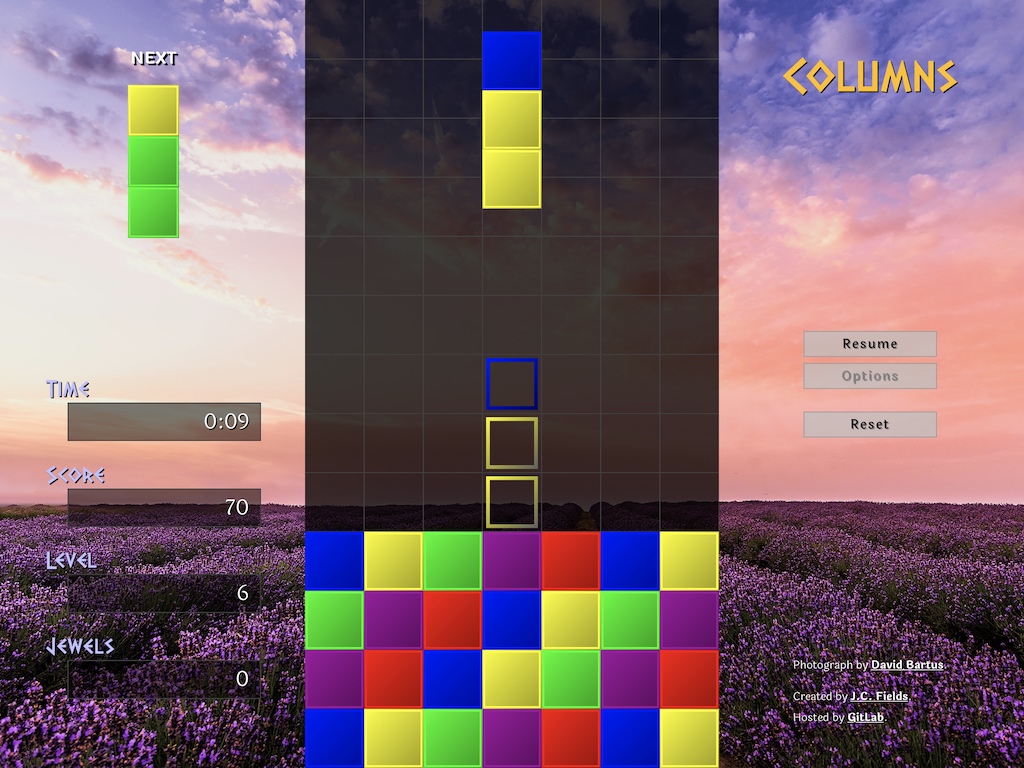 NEXT
COLUMNS
Resume
Options
Reset
TIME
0:09
SCORE
70
LEVEL
6
JEWELS
0
Photograph by David Bartus.
Created by J.C. Fields.
Hosted by GitLab.